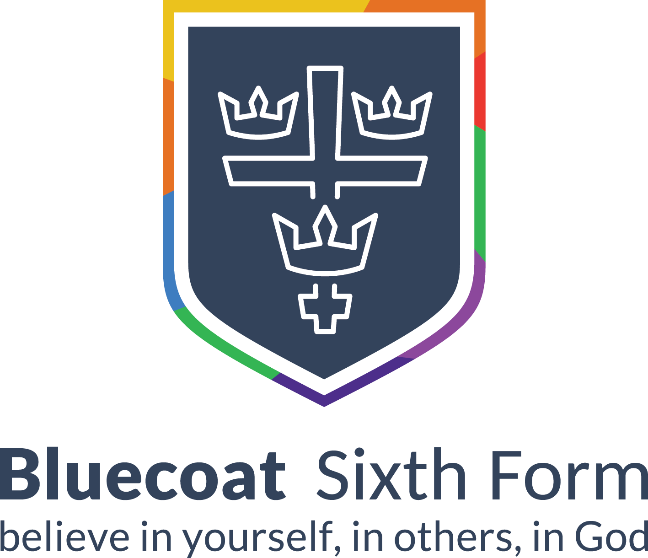 Bluecoat Sixth Form
believe in yourself, in others, in God